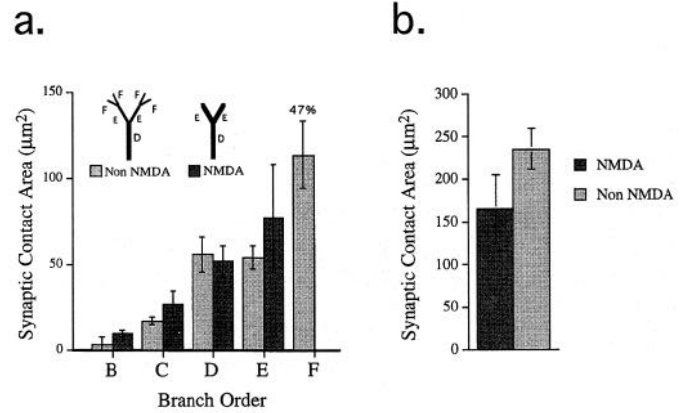 a.
150
100
50
0
Synaptic Contact Area (μm²)
F F
F E E F
D
E E
D
Non NMDA
NMDA
47%
B C D E F
Branch Order
b.
300
250
200
150
100
50
0
Synaptic Contact Area (μm²)
NMDA
Non NMDA